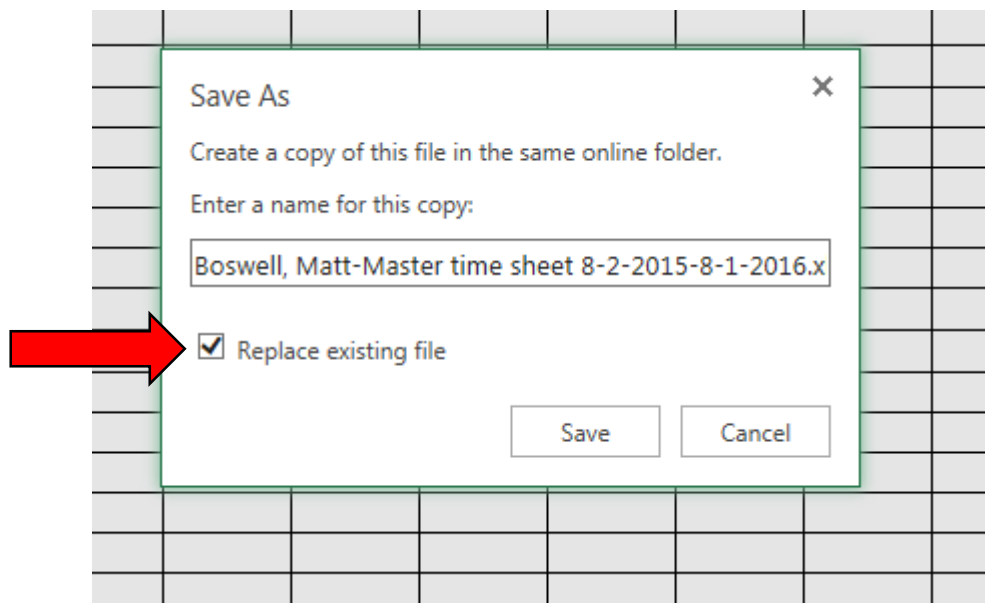 Save As
Create a copy of this file in the same online folder.
Enter a name for this copy:
Boswell, Matt-Master time sheet 8-2-2015-8-1-2016.x
Replace existing file
Save Cancel